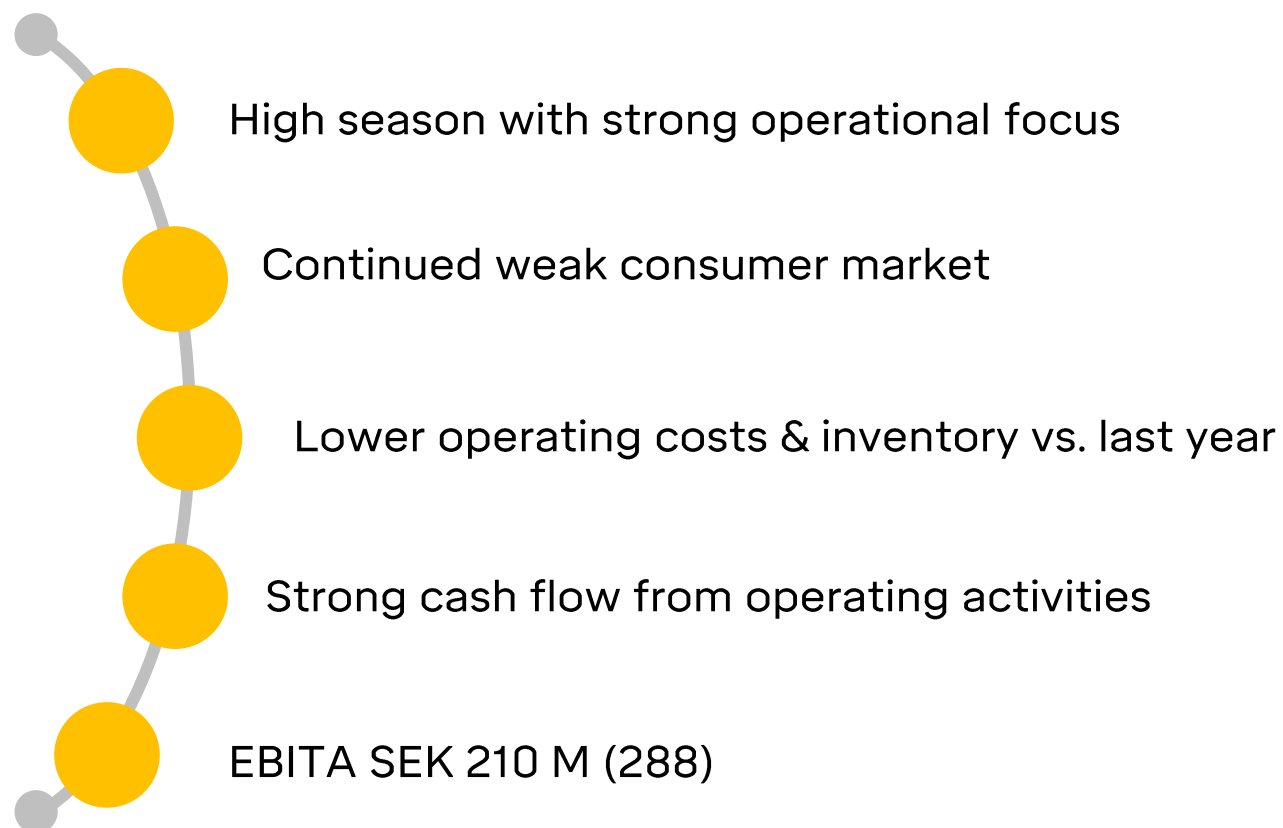 High season with strong operational focus
Continued weak consumer market
Lower operating costs & inventory vs. last year
Strong cash flow from operating activities
EBITA SEK 210 M (288)